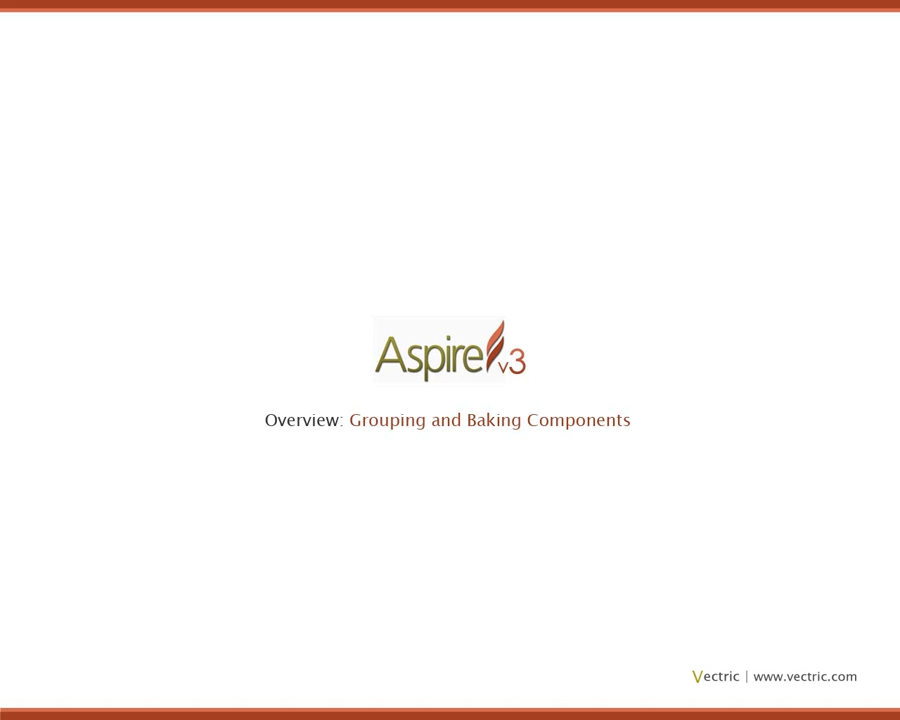 Aspire v3
Overview: Grouping and Baking Components
Vectric | www.vectric.com